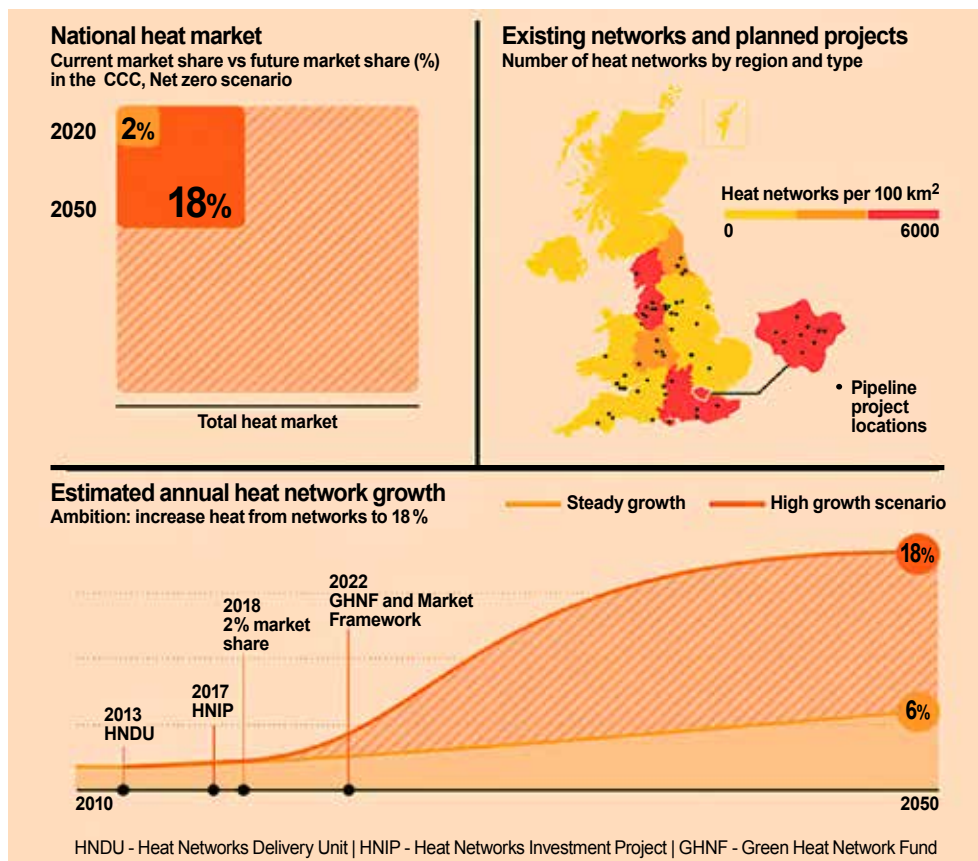 National heat market
Current market share vs future market share (%)
in the CCC, Net zero scenario
2020
2%
2050
18%
Total heat market
Existing networks and planned projects
Number of heat networks by region and type
Heat networks per 100 km²
0
6000
• Pipeline
project
locations
Estimated annual heat network growth
Ambition: increase heat from networks to 18%
Steady growth
High growth scenario
2013
HNDU
2017
HNIP
2018
2% market
share
2022
GHNF and Market
Framework
18%
6%
2010
2050
HNDU - Heat Networks Delivery Unit | HNIP - Heat Networks Investment Project | GHNF - Green Heat Network Fund